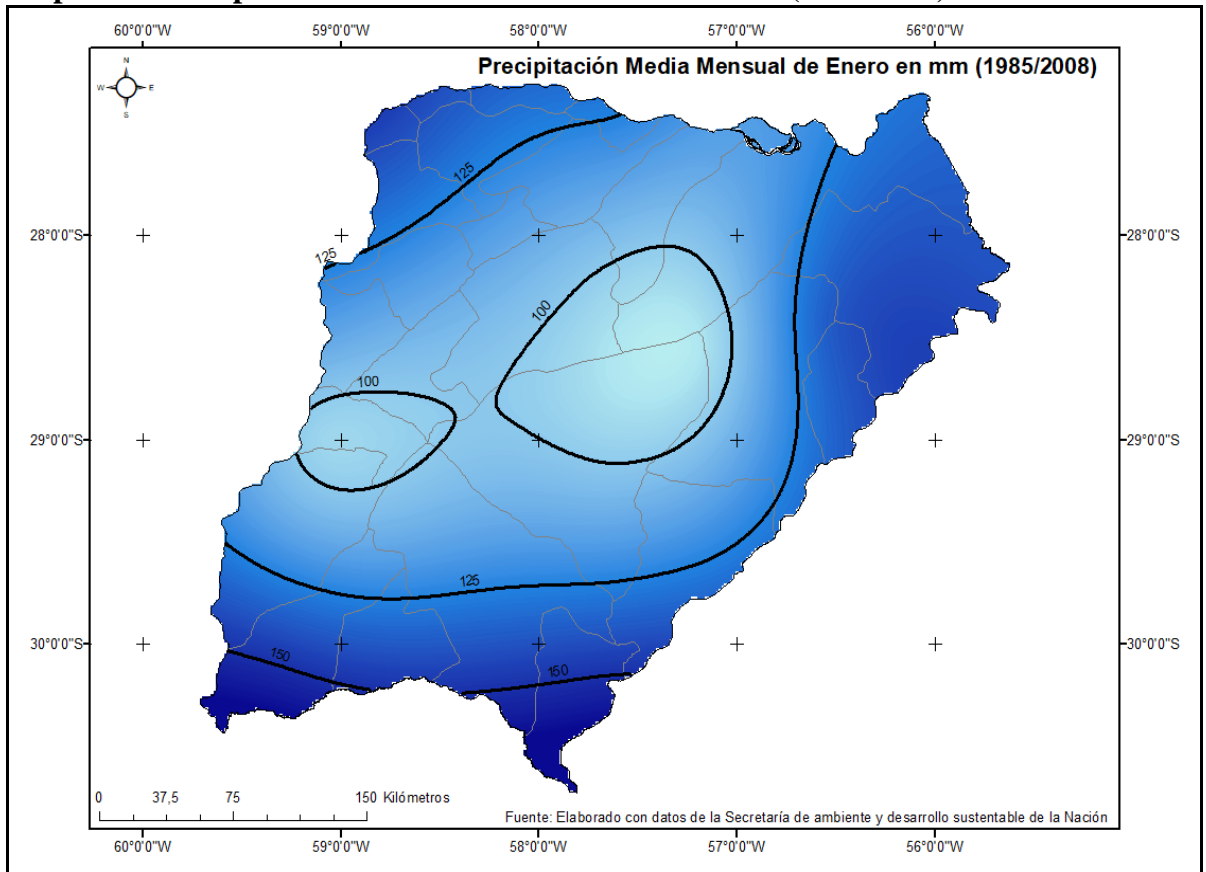 60°0'0"W 59°0'0"W 58°0'0"W 57°0'0"W 56°0'0"W
Precipitación Media Mensual de Enero en mm (1985/2008)
N
W E
S
125
28°0'0"S 28°0'0"S
125
100
100
29°0'0"S 29°0'0"S
125
30°0'0"S 30°0'0"S
150
150
0 37,5 75 150 Kilómetros
Fuente: Elaborado con datos de la Secretaría de ambiente y desarrollo sustentable de la Nación
60°0'0"W 59°0'0"W 58°0'0"W 57°0'0"W 56°0'0"W